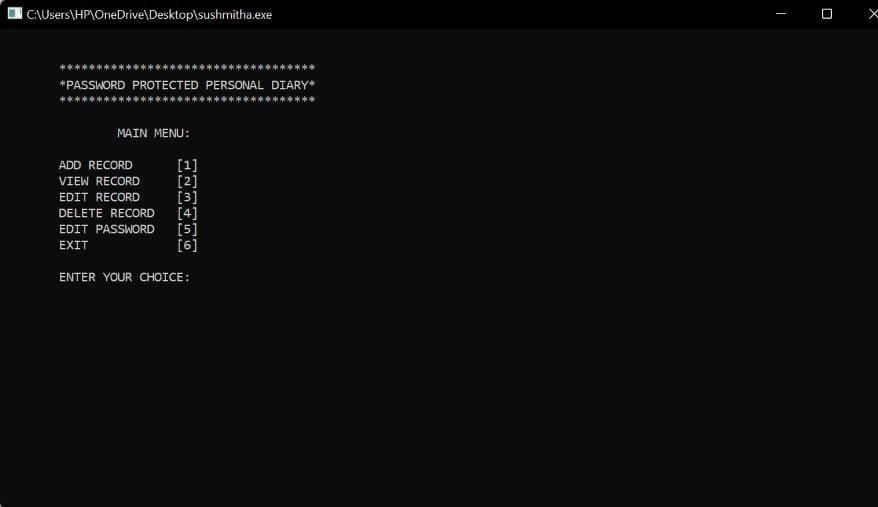 C:\Users\HP\OneDrive\Desktop\sushmitha.exe
***********************************
*PASSWORD PROTECTED PERSONAL DIARY*
***********************************
MAIN MENU:
ADD RECORD [1]
VIEW RECORD [2]
EDIT RECORD [3]
DELETE RECORD [4]
EDIT PASSWORD [5]
EXIT [6]
ENTER YOUR CHOICE: